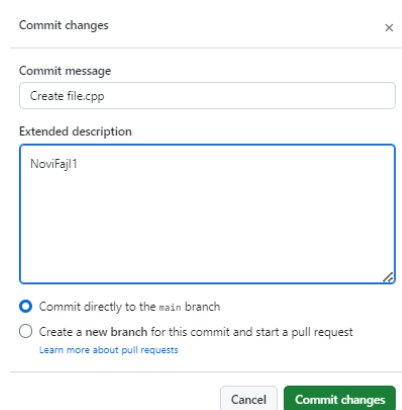 Commit changes
×
Commit message
Create file.cpp
Extended description
NoviFajl1
Commit directly to the main branch
Create a new branch for this commit and start a pull request
Learn more about pull requests
Cancel Commit changes